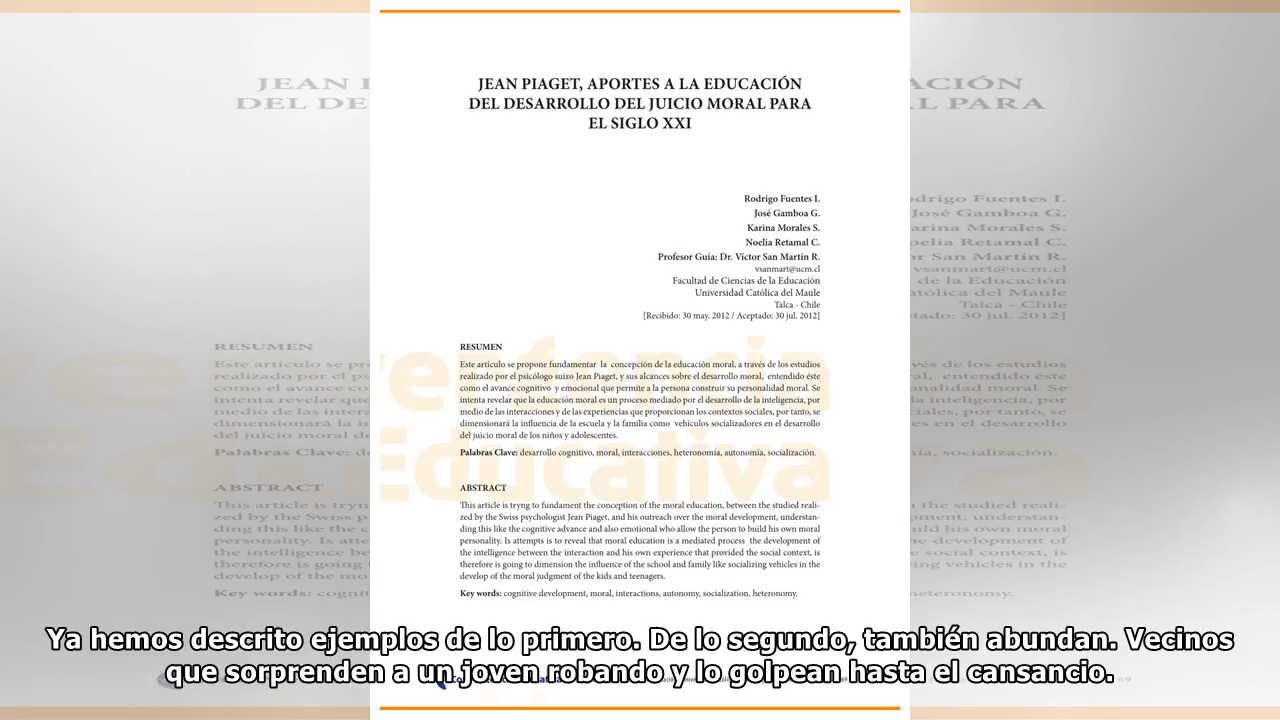 JEAN PIAGET, APORTES A LA EDUCACIÓN
DEL DESARROLLO DEL JUICIO MORAL PARA
EL SIGLO XXI
Rodrigo Fuentes I.
José Gamboa G.
Karina Morales S.
Noelia Retamal C.
Profesor Guía: Dr. Víctor San Martín R.
vsanmart@ucm.cl
Facultad de Ciencias de la Educación
Universidad Católica del Maule
Talca - Chile
[Recibido: 30 may. 2012 / Aceptado: 30 jul. 2012]
RESUMEN
Este artículo se propone fundamentar la concepción de la educación moral, a través de los estudios
realizado por el psicólogo suizo Jean Piaget, y sus alcances sobre el desarrollo moral, entendido éste
como el avance cognitivo y emocional que permite a la persona construir su personalidad moral. Se
intenta revelar que la educación moral es un proceso mediado por el desarrollo de la inteligencia, por
medio de las interacciones y de las experiencias que proporcionan los contextos sociales, por tanto, se
dimensionará la influencia de la escuela y la familia como vehículos socializadores en el desarrollo
del juicio moral de los niños y adolescentes.
Palabras Clave: desarrollo cognitivo, moral, interacciones, heteronomía, autonomía, socialización.
ABSTRACT
This article is tryng to fundament the conception of the moral education, between the studied reali-
zed by the Swiss psychologist Jean Piaget, and his outreach over the moral development, understan-
ding this like the cognitive advance and also emotional who allow the person to build his own moral
personality. Is attempts is to reveal that moral education is a mediated process the development of
the intelligence between the interaction and his own experience that provided the social context, is
therefore is going to dimension the influence of the school and family like socializing vehicles in the
develop of the moral judgment of the kids and teenagers.
Key words: cognitive development, moral, interactions, autonomy, socialization, heteronomy.
Ya hemos descrito ejemplos de lo primero. De lo segundo, también abundan. Vecinos
que sorprenden a un joven robando y lo golpean hasta el cansancio.